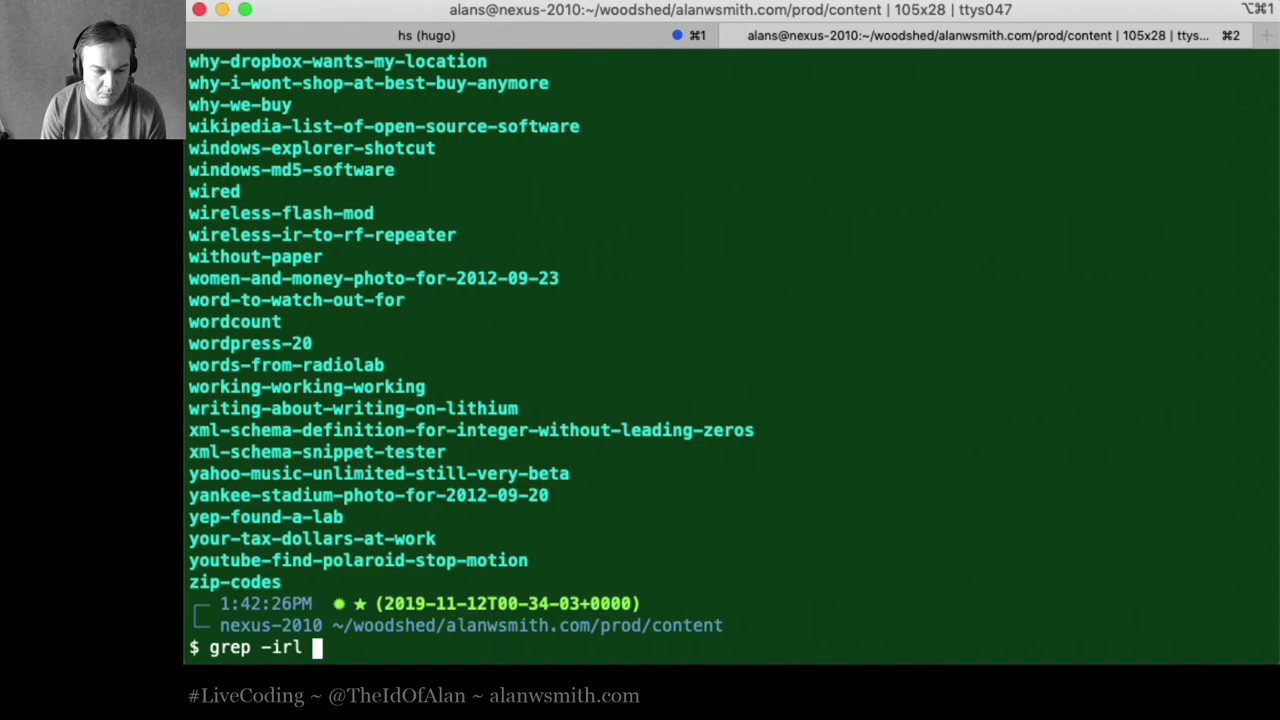 alans@nexus-2010:~/woodshed/alanwsmith.com/prod/content | 105x28 | ttys047
⌥⌘1
hs (hugo)
⌘1
alans@nexus-2010:~/woodshed/alanwsmith.com/prod/content | 105x28 | ttys...
⌘2
why-dropbox-wants-my-location
why-i-wont-shop-at-best-buy-anymore
why-we-buy
wikipedia-list-of-open-source-software
windows-explorer-shotcut
windows-md5-software
wired
wireless-flash-mod
wireless-ir-to-rf-repeater
without-paper
women-and-money-photo-for-2012-09-23
word-to-watch-out-for
wordcount
wordpress-20
words-from-radiolab
working-working-working
writing-about-writing-on-lithium
xml-schema-definition-for-integer-without-leading-zeros
xml-schema-snippet-tester
yahoo-music-unlimited-still-very-beta
yankee-stadium-photo-for-2012-09-20
yep-found-a-lab
your-tax-dollars-at-work
youtube-find-polaroid-stop-motion
zip-codes
1:42:26PM ✹ ★ (2019-11-12T00-34-03+0000)
nexus-2010 ~/woodshed/alanwsmith.com/prod/content
$ grep -irl
#LiveCoding ~ @TheIdOfAlan ~ alanwsmith.com